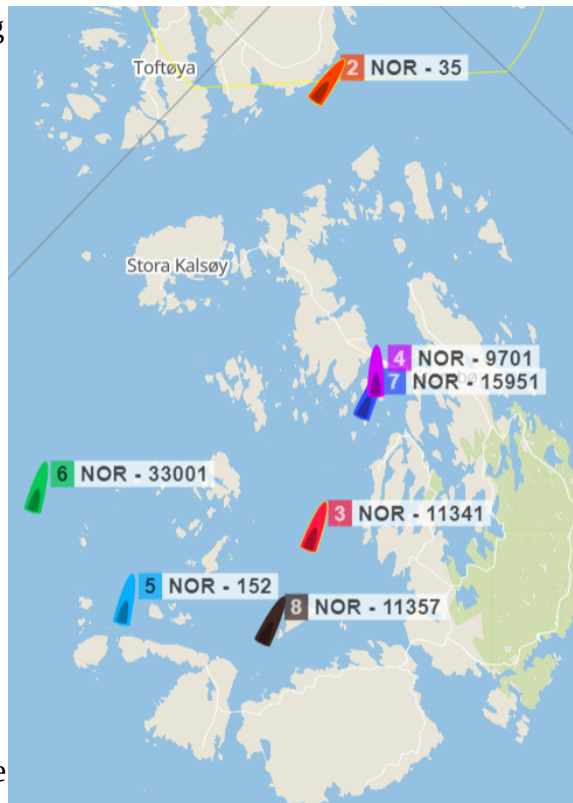 g
Toftøya
2 NOR - 35
Stora Kalsøy
4 NOR - 9701
7 NOR - 15951
6 NOR - 33001
3 NOR - 11341
5 NOR - 152
8 NOR - 11357
e